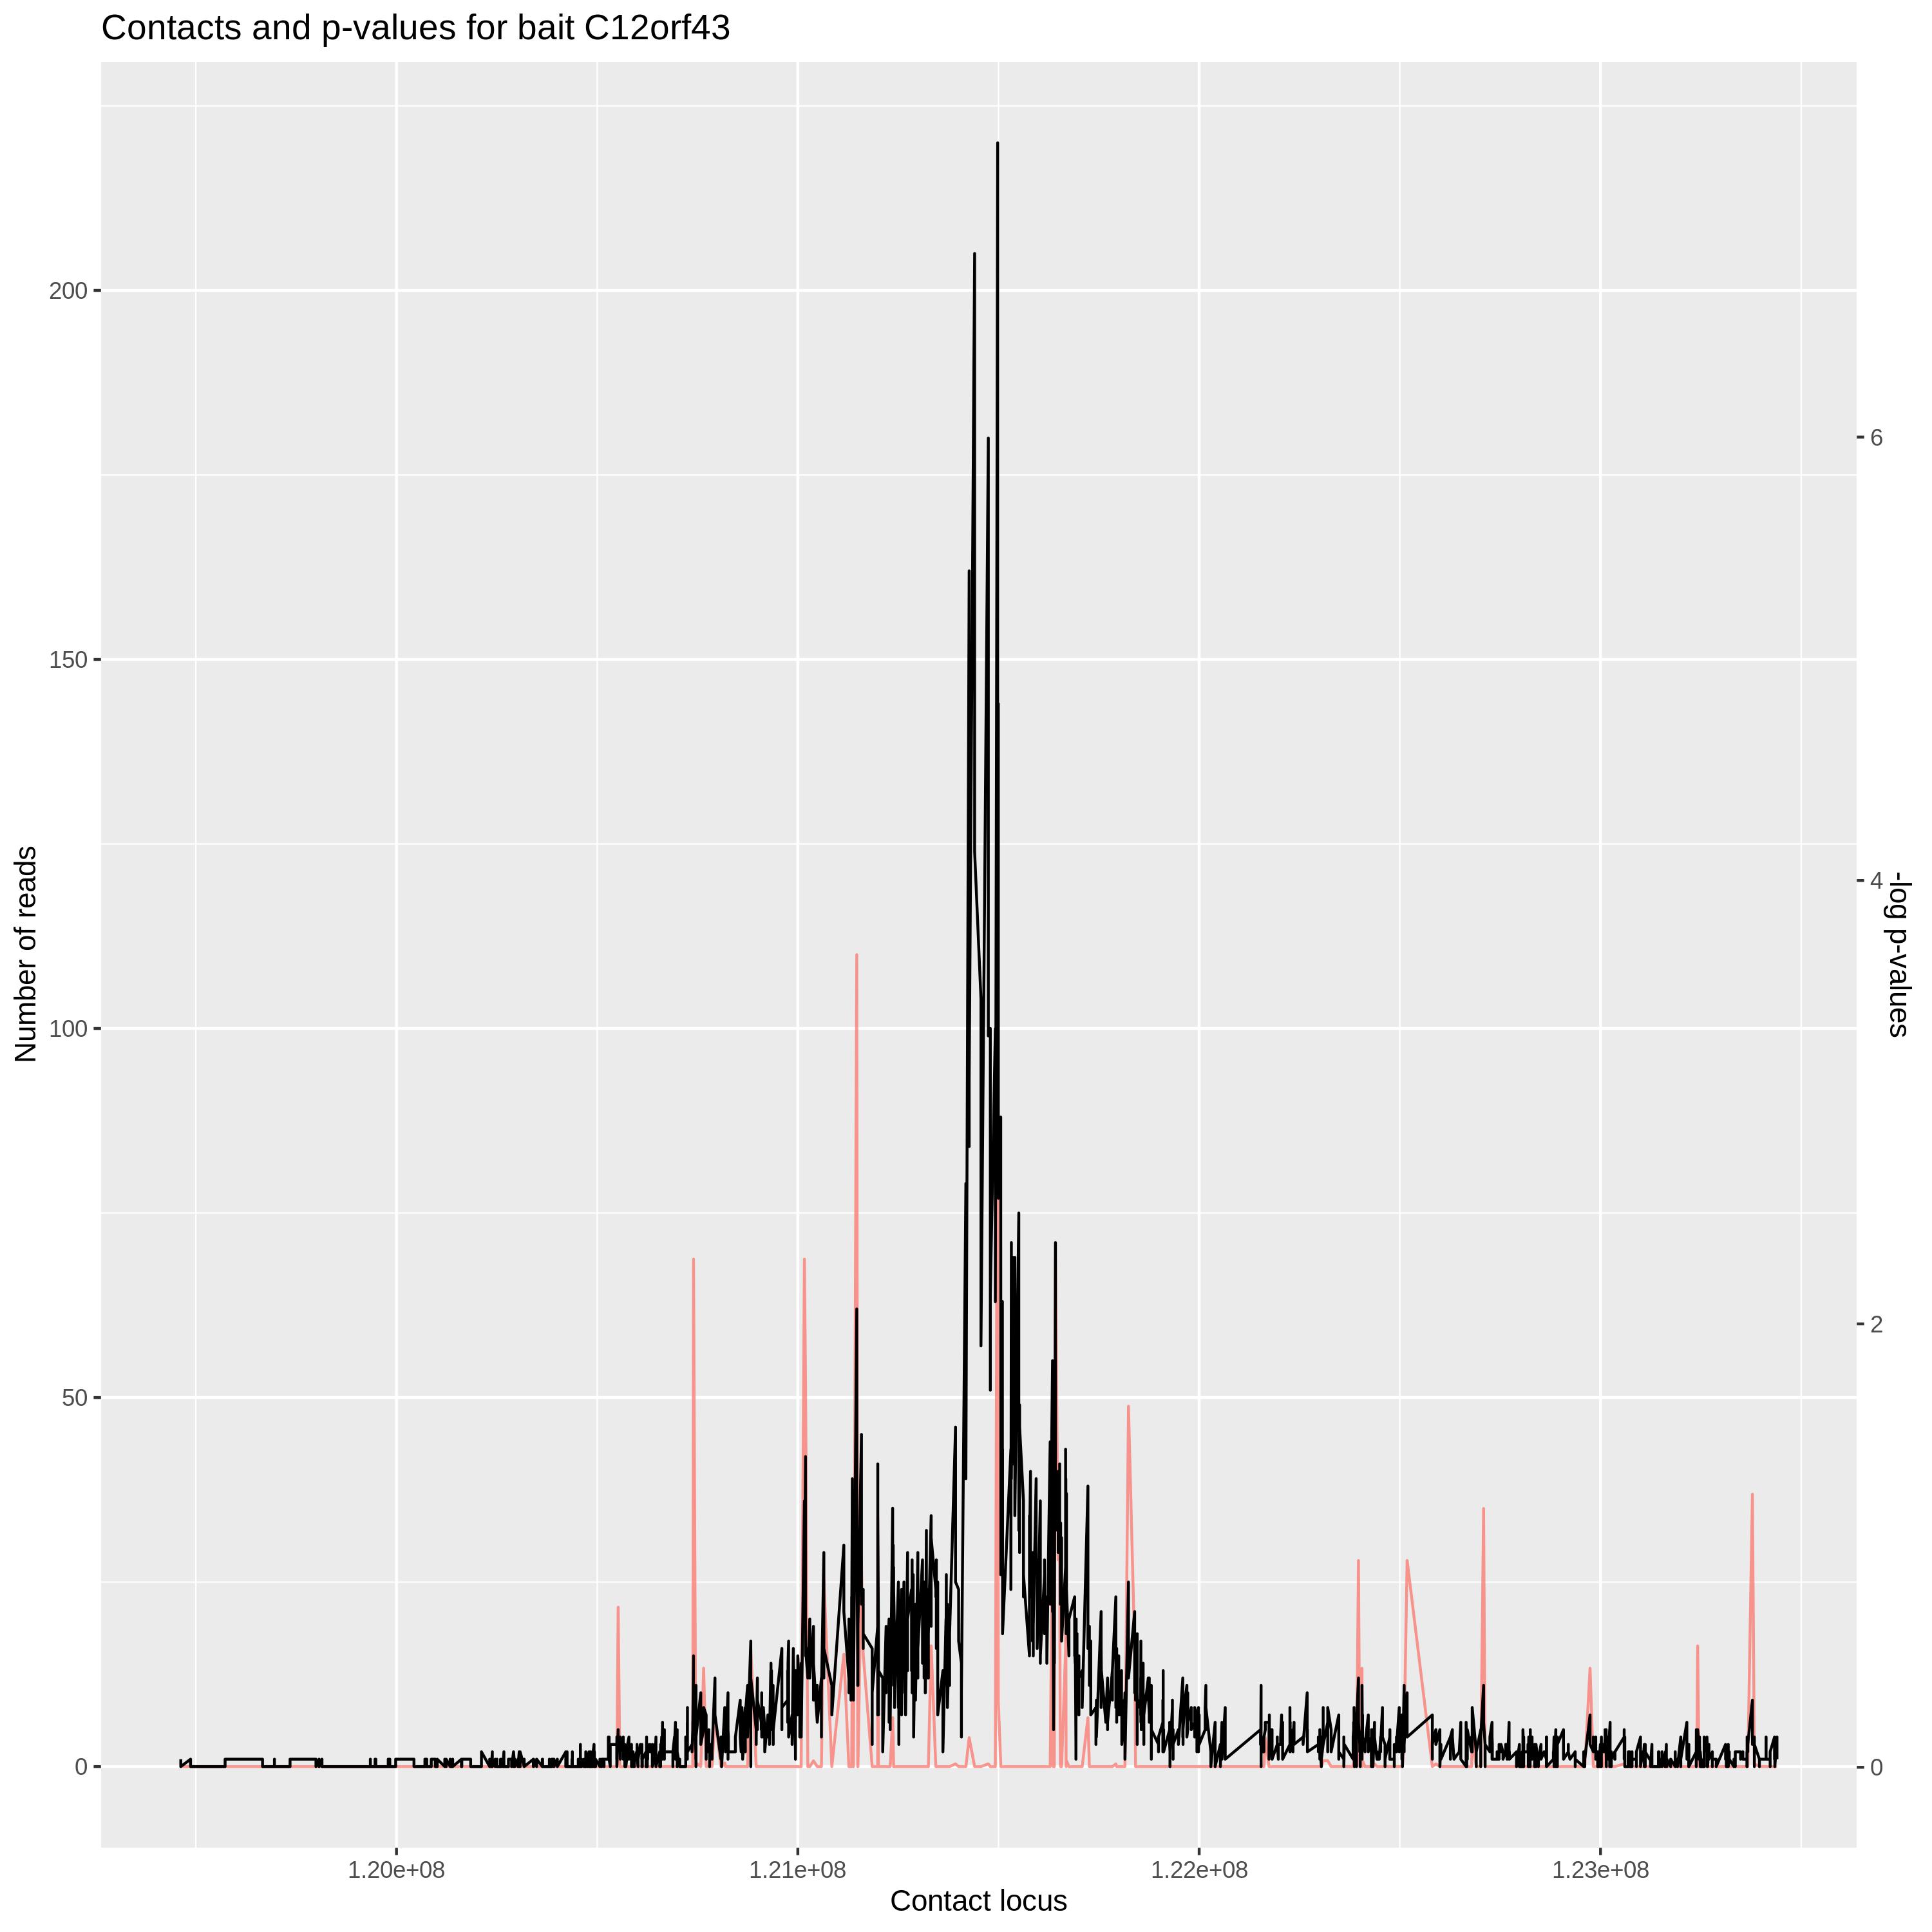 Contacts and p-values for bait C12orf43
200
150
100
50
0
Number of reads
6
4
2
0
-log p-values
1.20e+08
1.21e+08
1.22e+08
1.23e+08
Contact locus